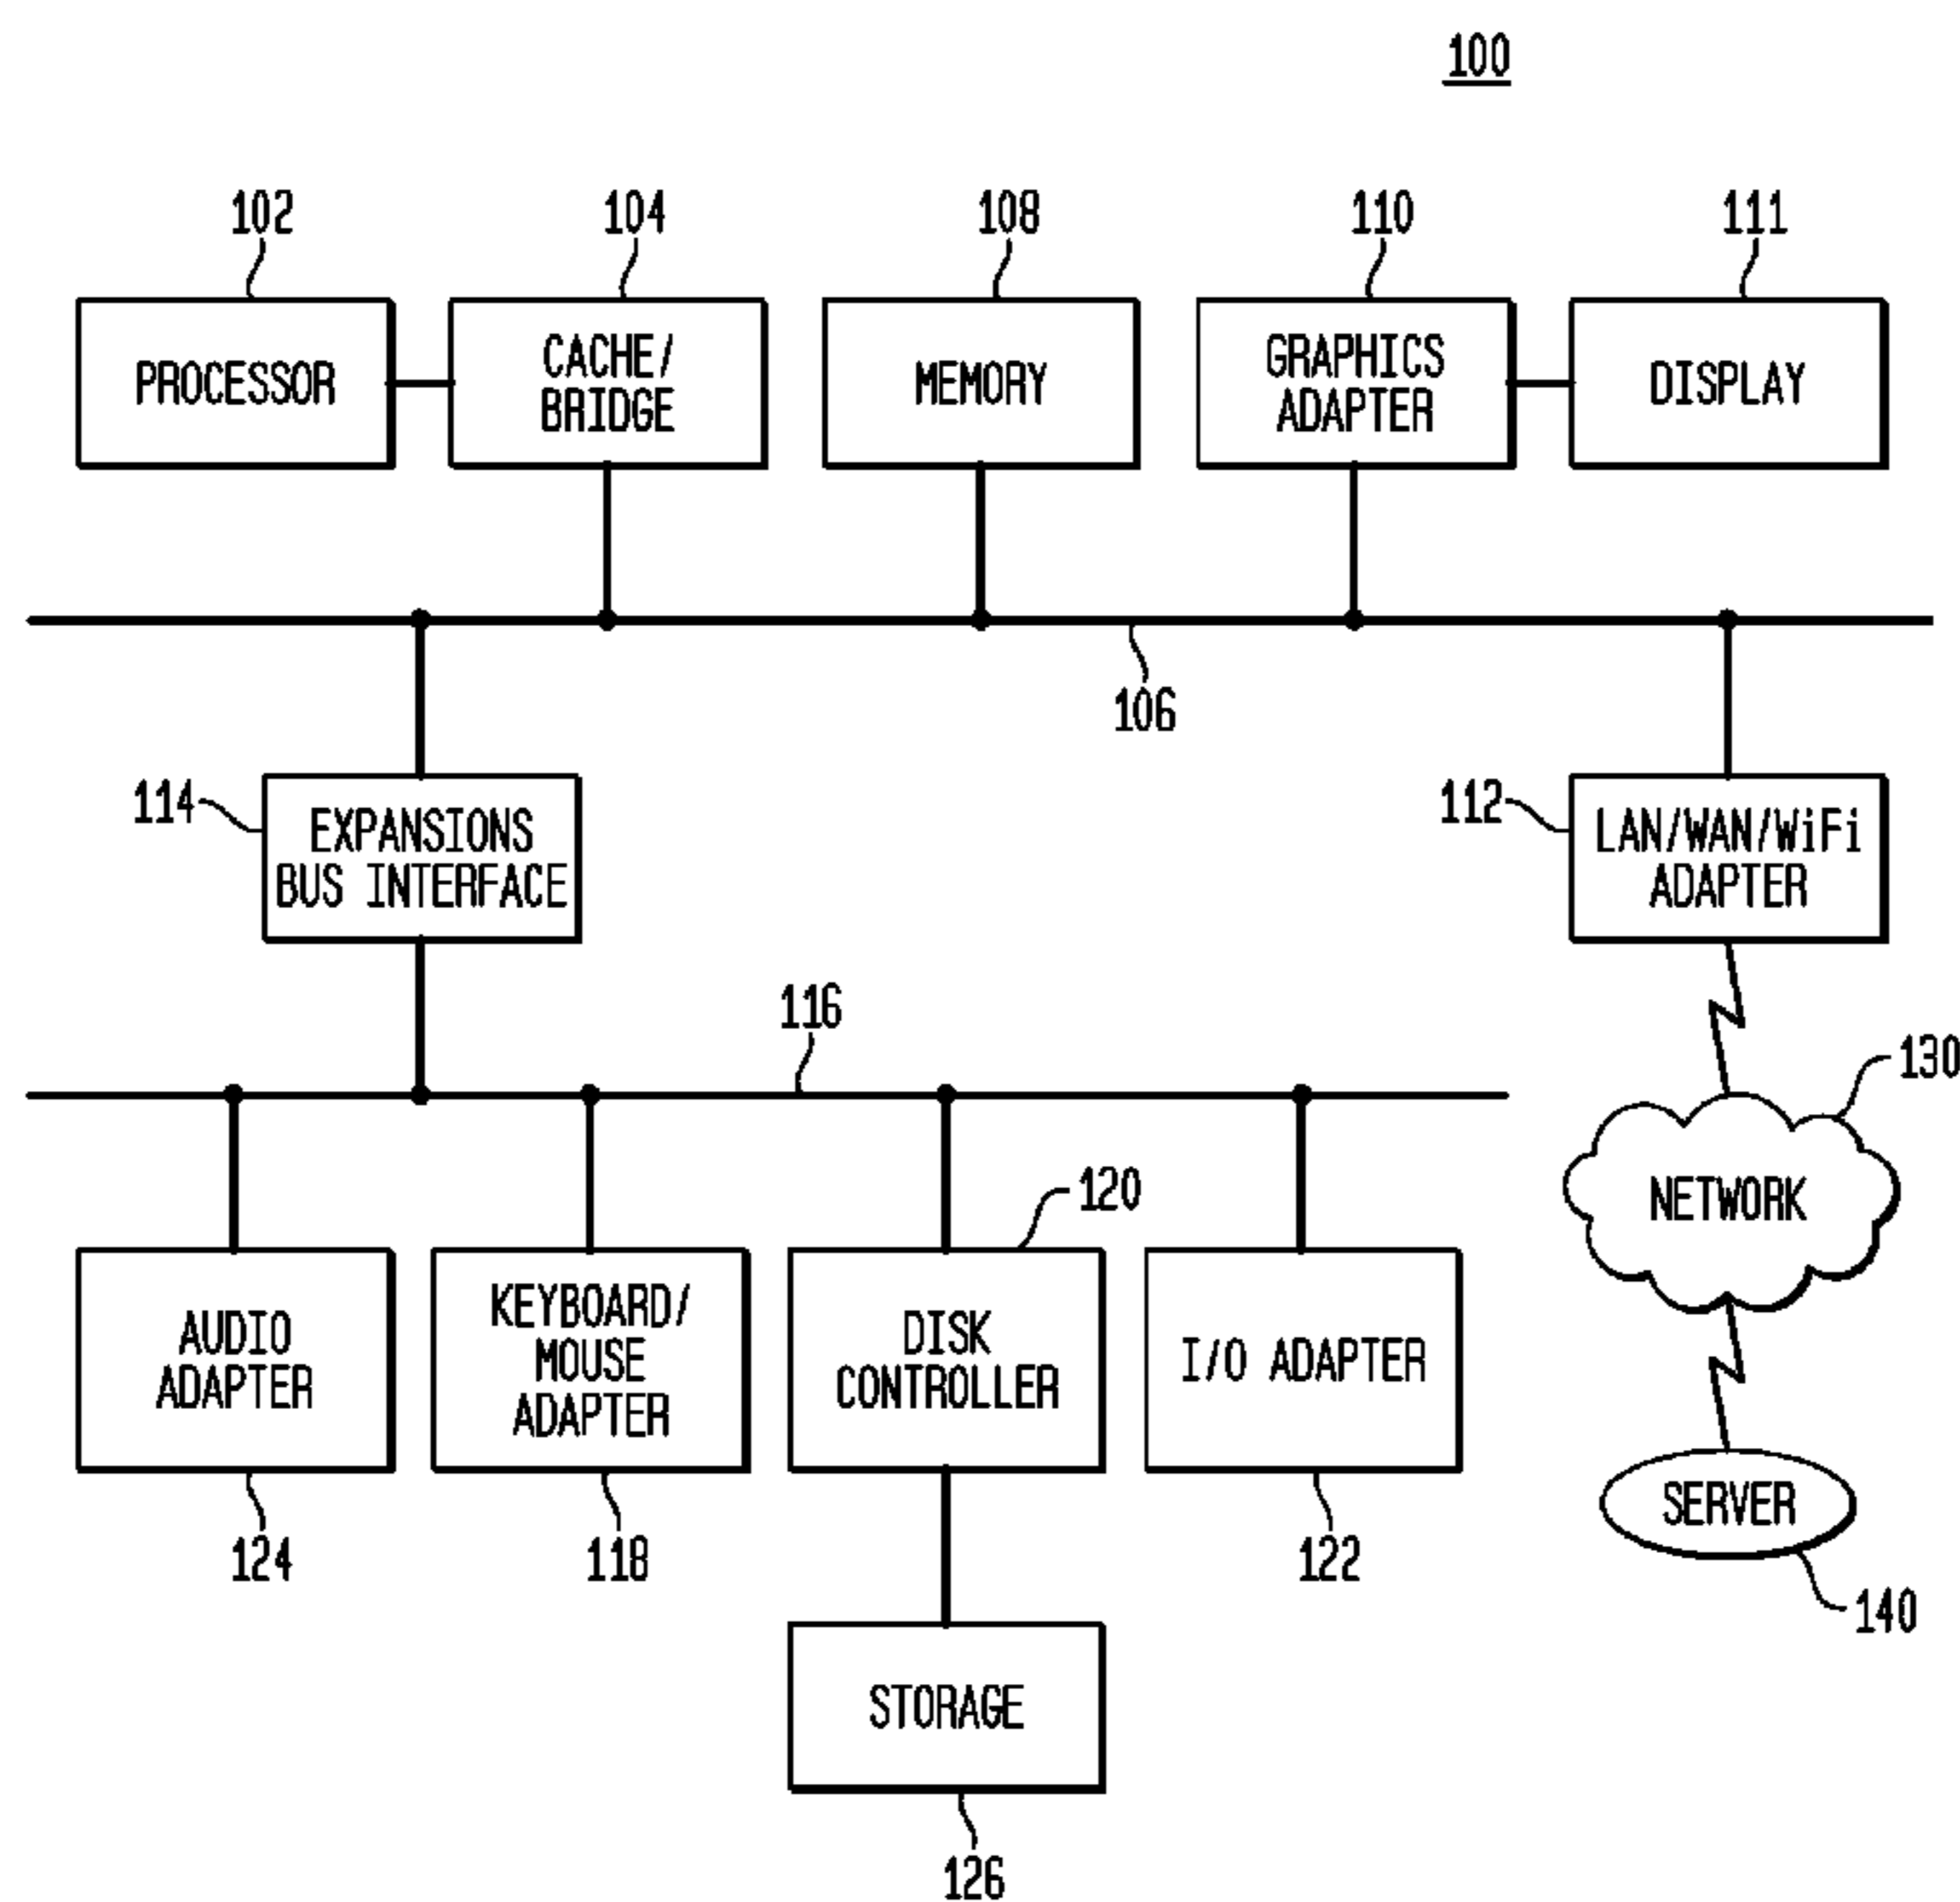 100
102
104
108
110
111
PROCESSOR
CACHE/
BRIDGE
MEMORY
GRAPHICS
ADAPTER
DISPLAY
106
114
EXPANSIONS
BUS INTERFACE
112
LAN/WAN/WiFi
ADAPTER
116
130
NETWORK
120
AUDIO
ADAPTER
KEYBOARD/
MOUSE
ADAPTER
DISK
CONTROLLER
I/O ADAPTER
SERVER
124
118
122
140
STORAGE
126